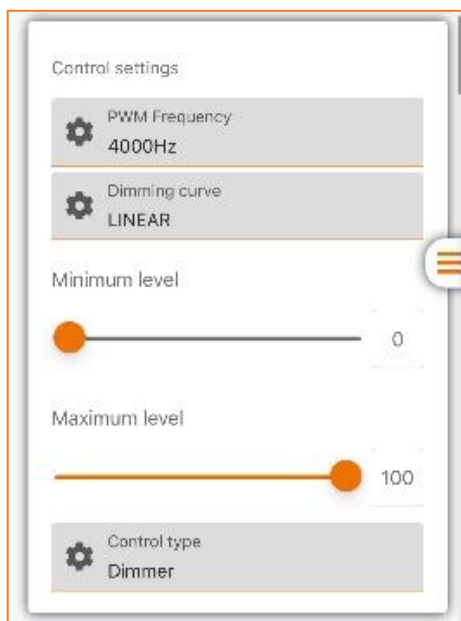 Control settings
PWM Frequency
4000Hz
Dimming curve
LINEAR
Minimum level
0
Maximum level
100
Control type
Dimmer